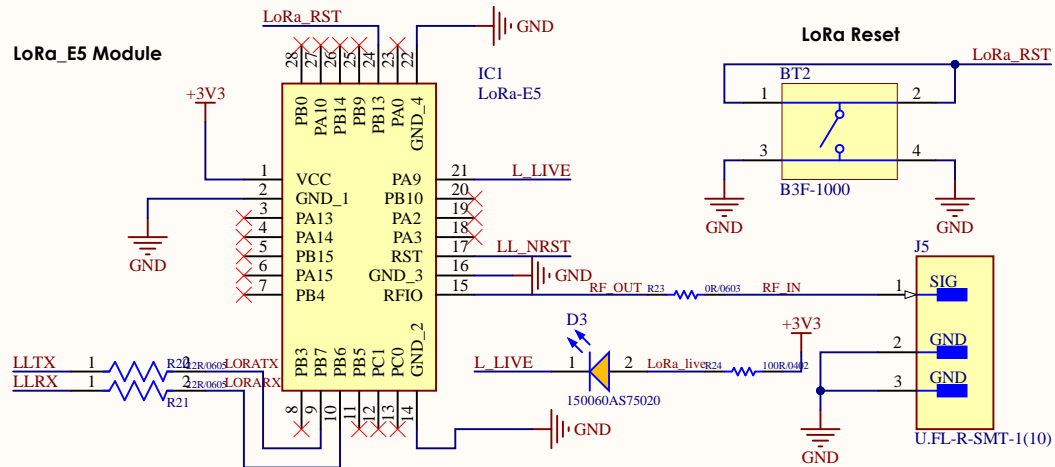 LoRa_E5 Module
LoRa_RST
GND
28
27
26
25
24
23
22
PB0
PA10
PB14
PB9
PB13
PA0
GND_4
IC1
LoRa-E5
+3V3
1 VCC
2 GND_1
3 PA13
4 PA14
5 PB15
6 PA15
7 PB4
GND
PA9 21 L_LIVE
PB10 20
PA2 19
PA3 18
RST 17 LL_NRST
GND_3 16 GND
RFIO 15 RF_OUT R23 0R/0603 RF_IN
PB3
PB7
PB6
PB5
PC1
PC0
GND_2
8
9
10
11
12
13
14
GND
LLTX 1 R20 2 22R/0605 LORATX
LLRX 1 2 22R/0605 LORARX
R21
LoRa Reset
LoRa_RST
BT2
1 2
3 4
B3F-1000
GND
GND
J5
1 SIG
2 GND
3 GND
U.FL-R-SMT-1(10)
GND
+3V3
D3
L_LIVE 1 2 LoRa_live R24 100R/0402
150060AS75020